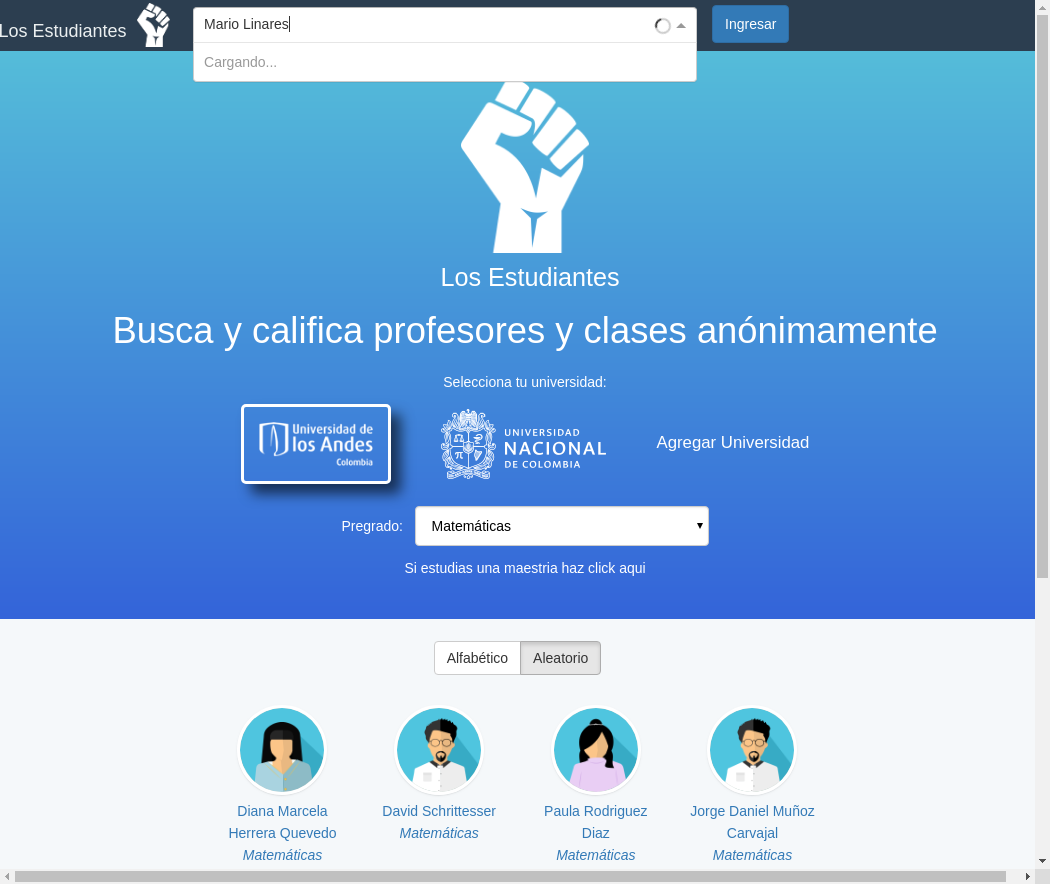 Los Estudiantes
Mario Linares
Ingresar
Cargando...
Los Estudiantes
Busca y califica profesores y clases anónimamente
Selecciona tu universidad:
Universidad de
los Andes
Colombia
UNIVERSIDAD
NACIONAL
DE COLOMBIA
Agregar Universidad
Pregrado:
Matemáticas
Si estudias una maestria haz click aqui
Alfabético
Aleatorio
Diana Marcela
Herrera Quevedo
Matemáticas
David Schrittesser
Matemáticas
Paula Rodriguez
Diaz
Matemáticas
Jorge Daniel Muñoz
Carvajal
Matemáticas